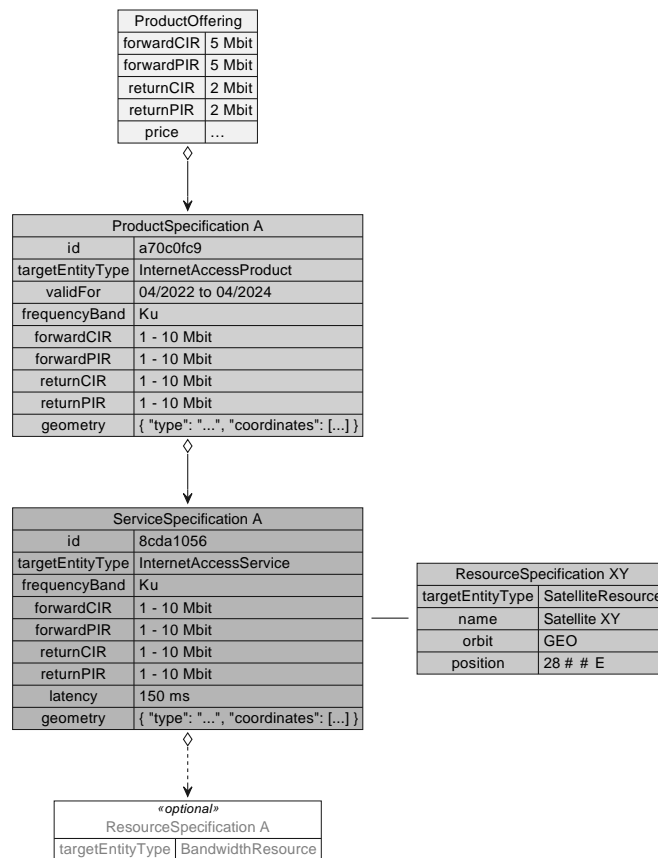 ProductOffering
forwardCIR 5 Mbit
forwardPIR 5 Mbit
returnCIR 2 Mbit
returnPIR 2 Mbit
price ...
ProductSpecification A
id a70c0fc9
targetEntityType InternetAccessProduct
validFor 04/2022 to 04/2024
frequencyBand Ku
forwardCIR 1 - 10 Mbit
forwardPIR 1 - 10 Mbit
returnCIR 1 - 10 Mbit
returnPIR 1 - 10 Mbit
geometry { "type": "...", "coordinates": [...] }
ServiceSpecification A
id 8cda1056
targetEntityType InternetAccessService
frequencyBand Ku
forwardCIR 1 - 10 Mbit
forwardPIR 1 - 10 Mbit
returnCIR 1 - 10 Mbit
returnPIR 1 - 10 Mbit
latency 150 ms
geometry { "type": "...", "coordinates": [...] }
ResourceSpecification XY
targetEntityType SatelliteResource
name Satellite XY
orbit GEO
position 28 # # E
«optional»
ResourceSpecification A
targetEntityType BandwidthResource